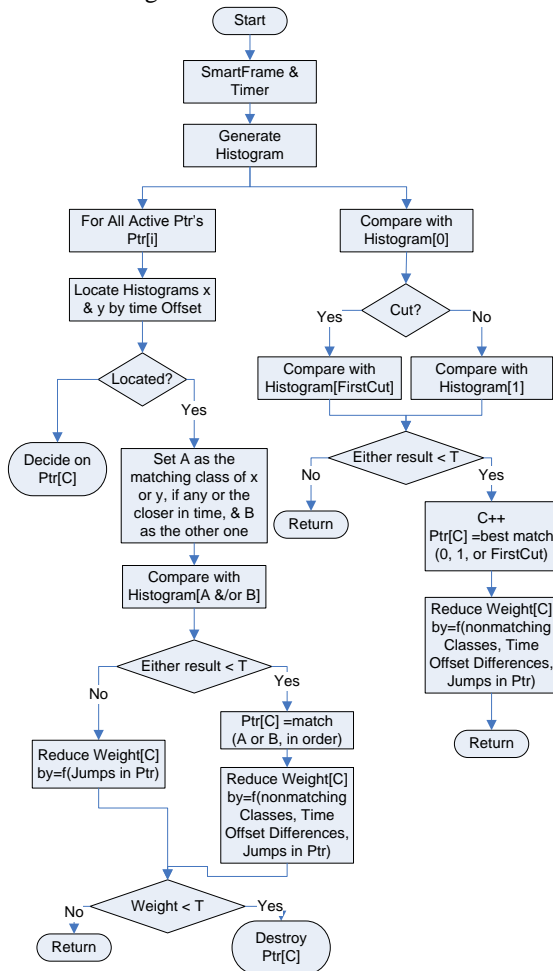 Start
SmartFrame &
Timer
Generate
Histogram
For All Active Ptr's
Ptr[i]
Locate Histograms x
& y by time Offset
Located?
Yes
Decide on
Ptr[C]
Set A as the
matching class of x
or y, if any or the
closer in time, & B
as the other one
Compare with
Histogram[A &/or B]
Either result < T
No
Yes
Reduce Weight[C]
by=f(Jumps in Ptr)
Ptr[C] =match
(A or B, in order)
Reduce Weight[C]
by=f(nonmatching
Classes, Time
Offset Differences,
Jumps in Ptr)
Weight < T
No
Yes
Return
Destroy
Ptr[C]
Compare with
Histogram[0]
Cut?
Yes
No
Compare with
Histogram[FirstCut]
Compare with
Histogram[1]
Either result < T
No
Yes
Return
C++
Ptr[C] =best match
(0, 1, or FirstCut)
Reduce Weight[C]
by=f(nonmatching
Classes, Time
Offset Differences,
Jumps in Ptr)
Return